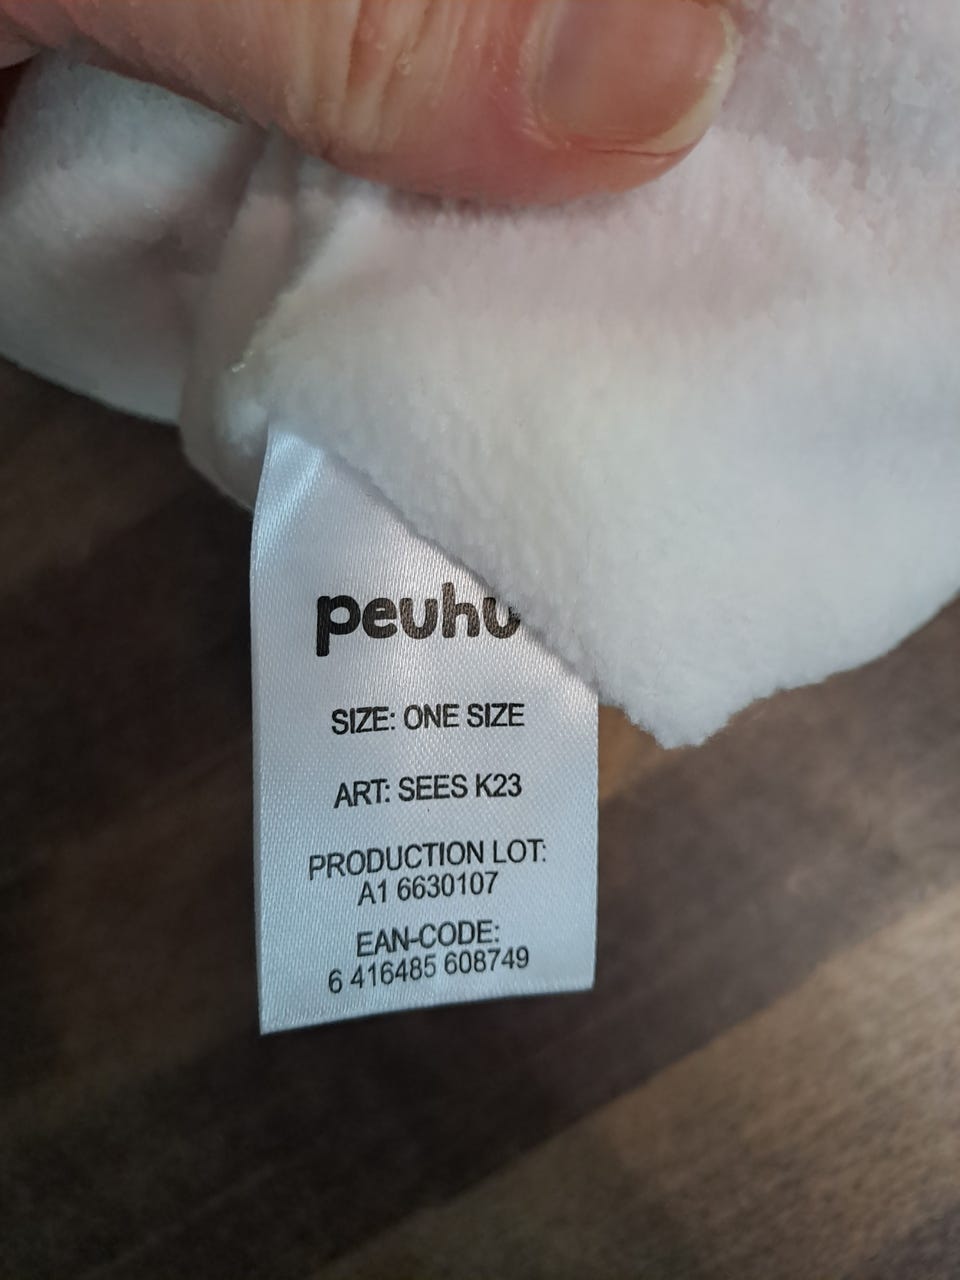 peuhu
SIZE: ONE SIZE
ART: SEES K23
PRODUCTION LOT:
A1 6630107
EAN-CODE:
6 416485 608749